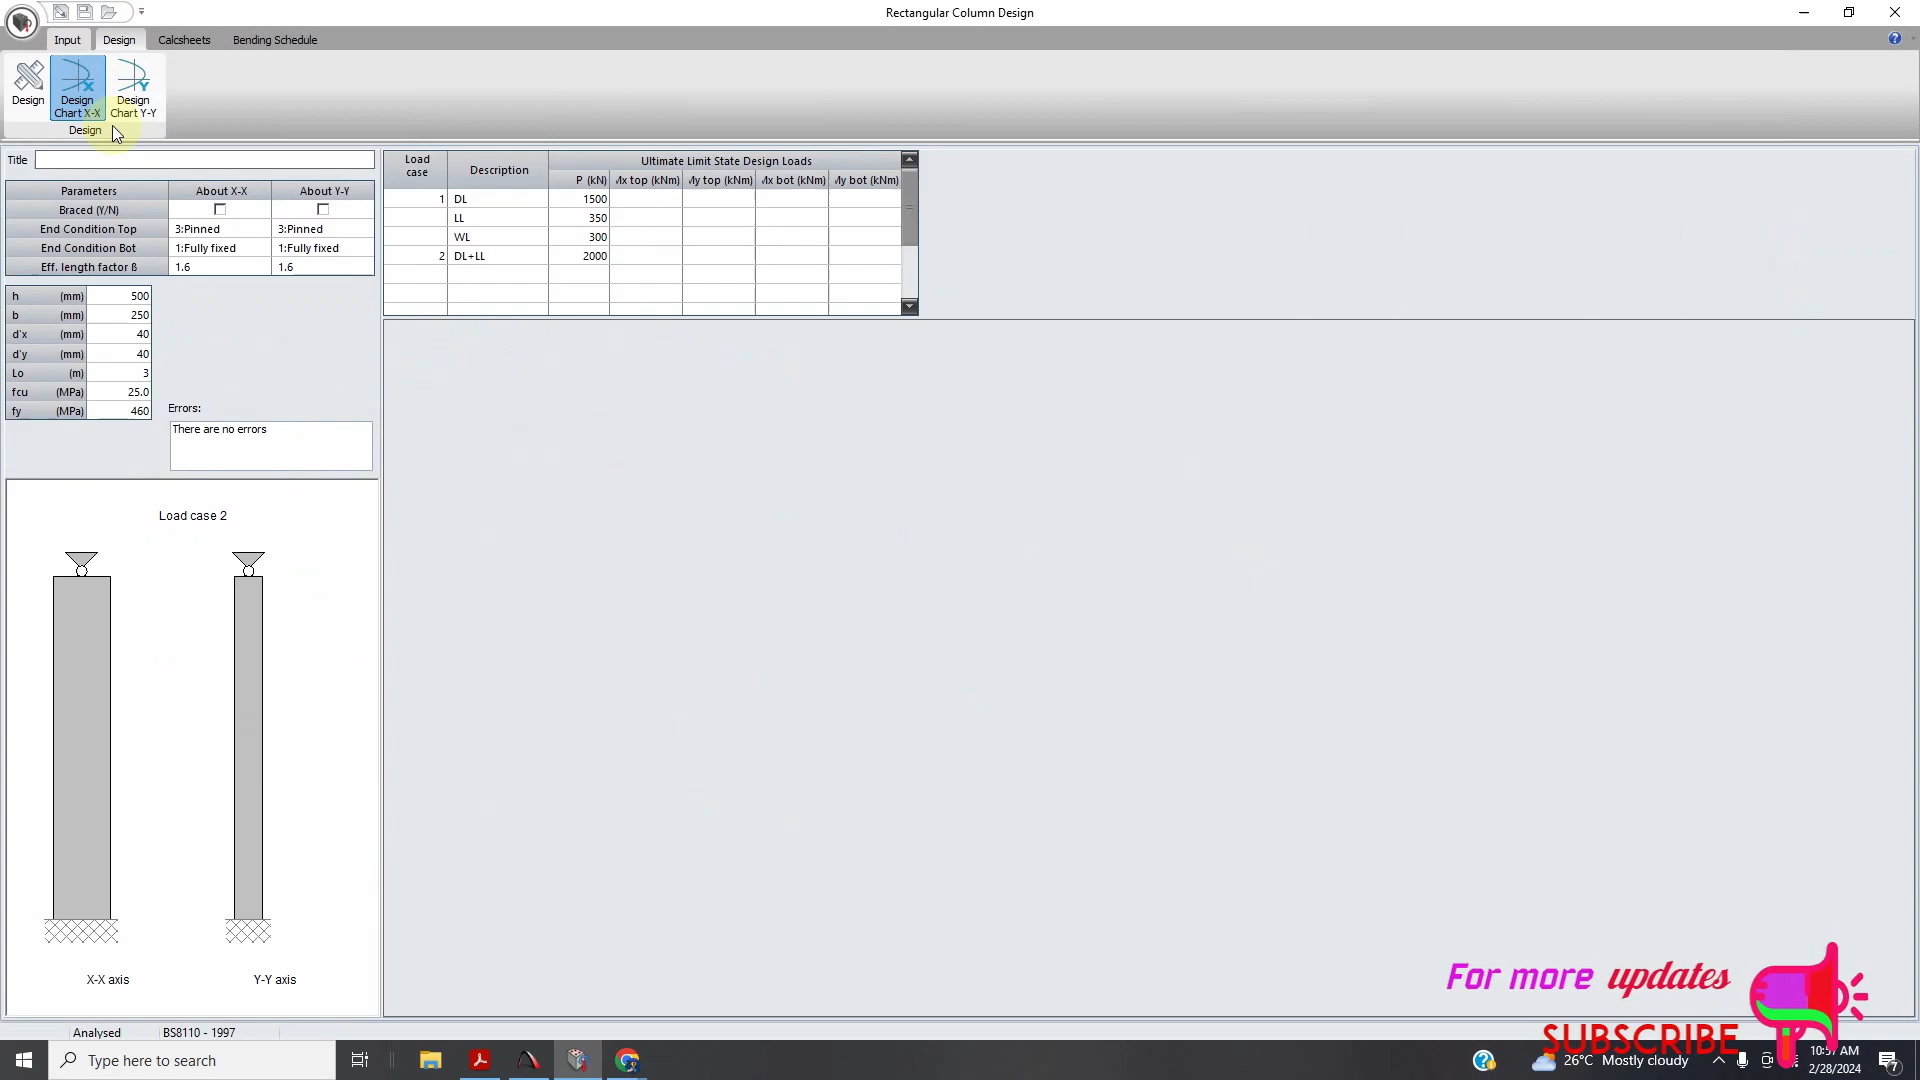 Rectangular Column Design
Input Design Calcsheets Bending Schedule
Design
Design Chart X-X
Design Chart Y-Y
Design
Title
Parameters About X-X About Y-Y
Braced (Y/N)
End Condition Top 3:Pinned 3:Pinned
End Condition Bot 1:Fully fixed 1:Fully fixed
Eff. length factor ß 1.6 1.6
h (mm) 500
b (mm) 250
d'x (mm) 40
d'y (mm) 40
Lo (m) 3
fcu (MPa) 25.0
fy (MPa) 460
Errors:
There are no errors
Load case Description Ultimate Limit State Design Loads
P (kN) Mx top (kNm) My top (kNm) Mx bot (kNm) My bot (kNm)
1 DL 1500
LL 350
WL 300
2 DL+LL 2000
Load case 2
X-X axis Y-Y axis
For more updates
SUBSCRIBE
Analysed BS8110 - 1997
Type here to search
26°C Mostly cloudy
10:57 AM
2/28/2024
7